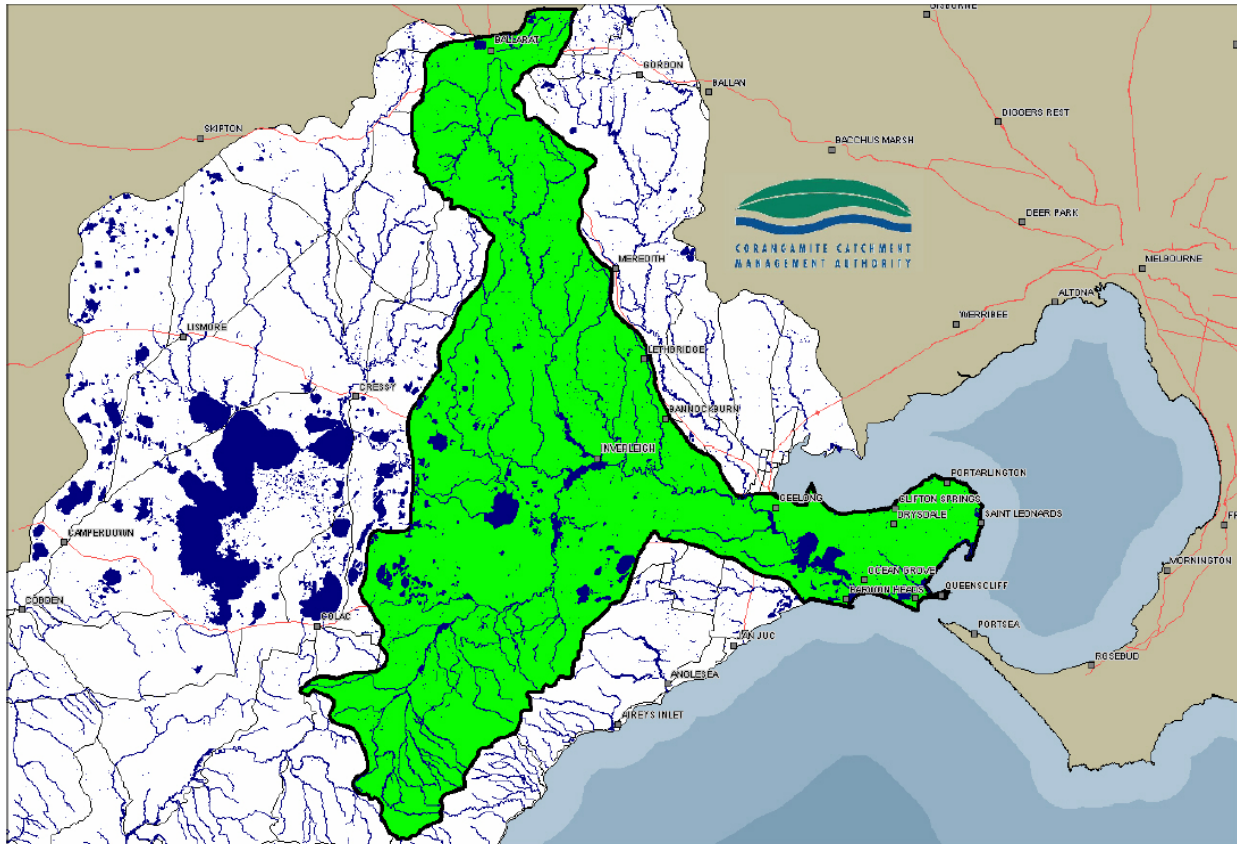 GISBORNE
BALLARAT
GORDON
BALLAN
DIGGERS REST
SKIPTON
BACCHUS MARSH
DEER PARK
CORANGAMITE CATCHMENT
MANAGEMENT AUTHORITY
MEREDITH
MELBOURNE
ALTONA
WERRIBEE
LISMORE
LETHBRIDGE
CRESSY
BANNOCKBURN
INVERLEIGH
PORTARLINGTON
CLIFTON SPRINGS
GEELONG
DRYSDALE
SAINT LEONARDS
CAMPERDOWN
MORNINGTON
OCEAN GROVE
QUEENSCLIFF
BARWON HEADS
COBDEN
COLAC
PORTSEA
JAN JUC
ROSEBUD
ANGLESEA
AIREYS INLET